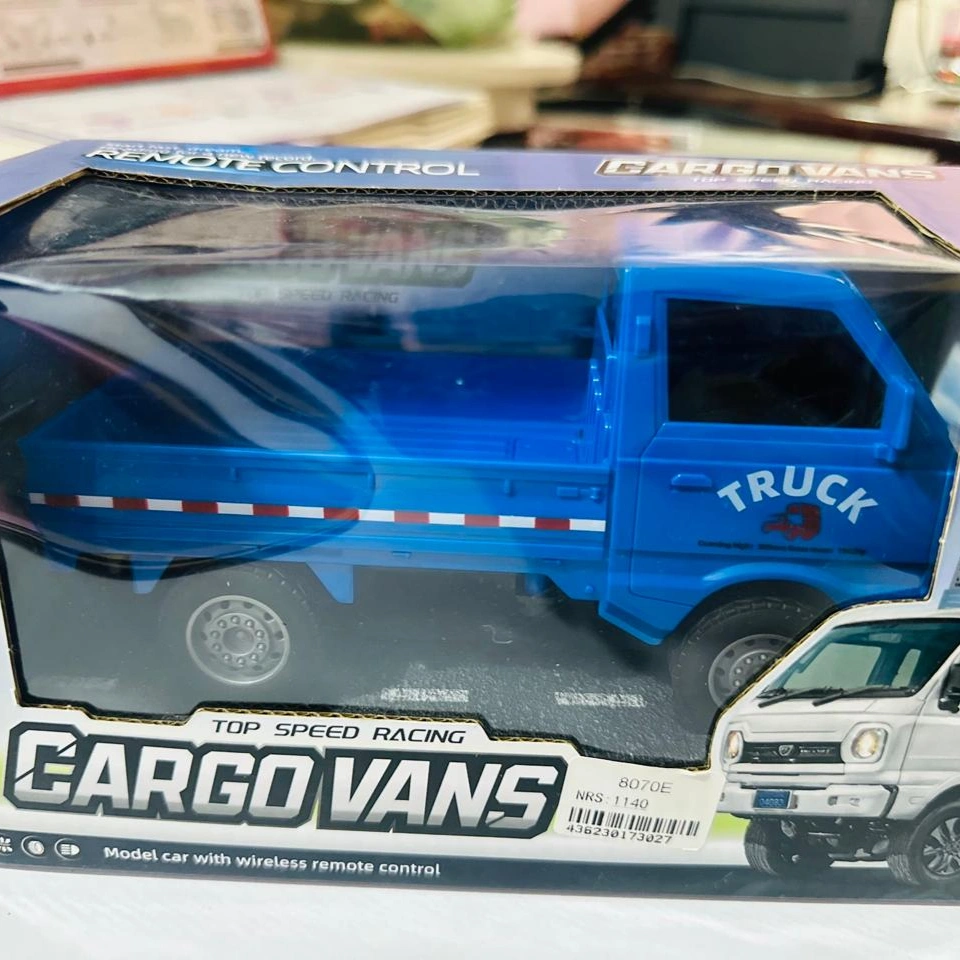 REMOTE CONTROL
CARGO VANS
TOP SPEED RACING
SPEED RACING
TRUCK
TOP SPEED RACING
CARGO VANS
8070E
NRS:1140
436230173027
Model car with wireless remote control